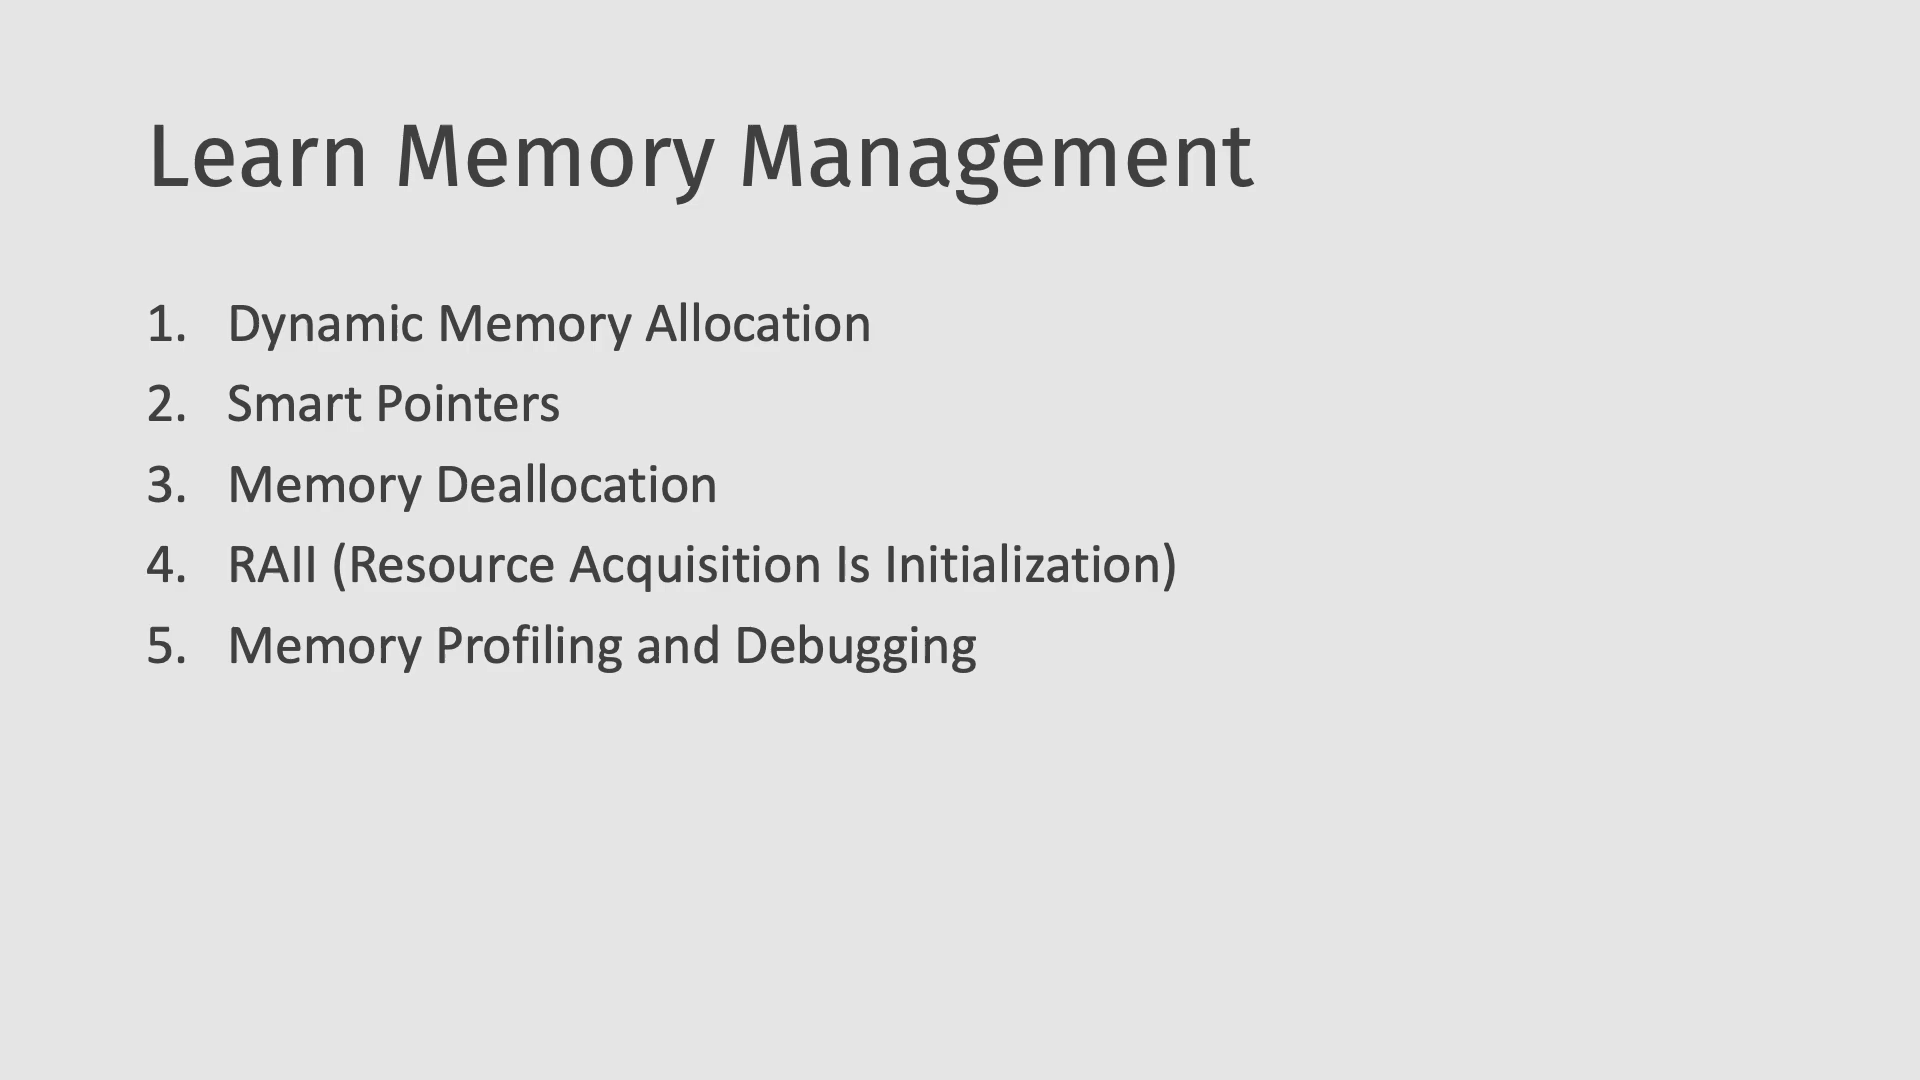 Learn Memory Management
1. Dynamic Memory Allocation
2. Smart Pointers
3. Memory Deallocation
4. RAII (Resource Acquisition Is Initialization)
5. Memory Profiling and Debugging